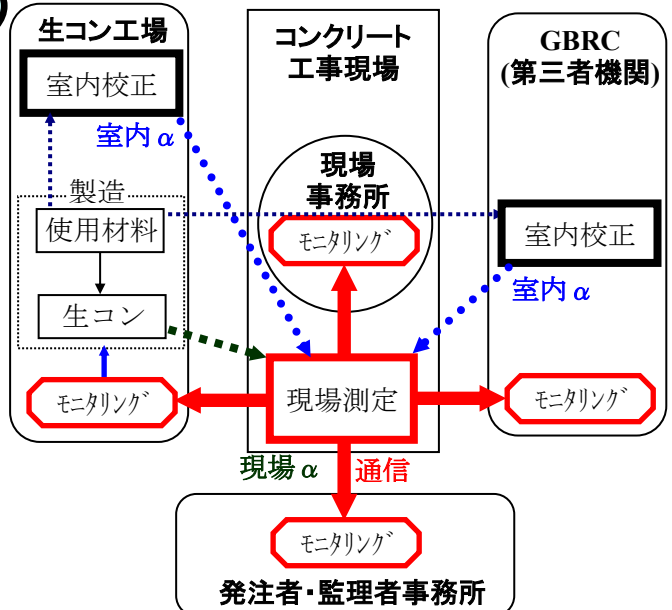 生コン工場
室内校正
室内α
製造
使用材料
生コン
モニタリング
コンクリート
工事現場
現場
事務所
モニタリング
現場測定
現場α
通信
GBRC
(第三者機関)
室内校正
室内α
モニタリング
モニタリング
発注者・監理者事務所